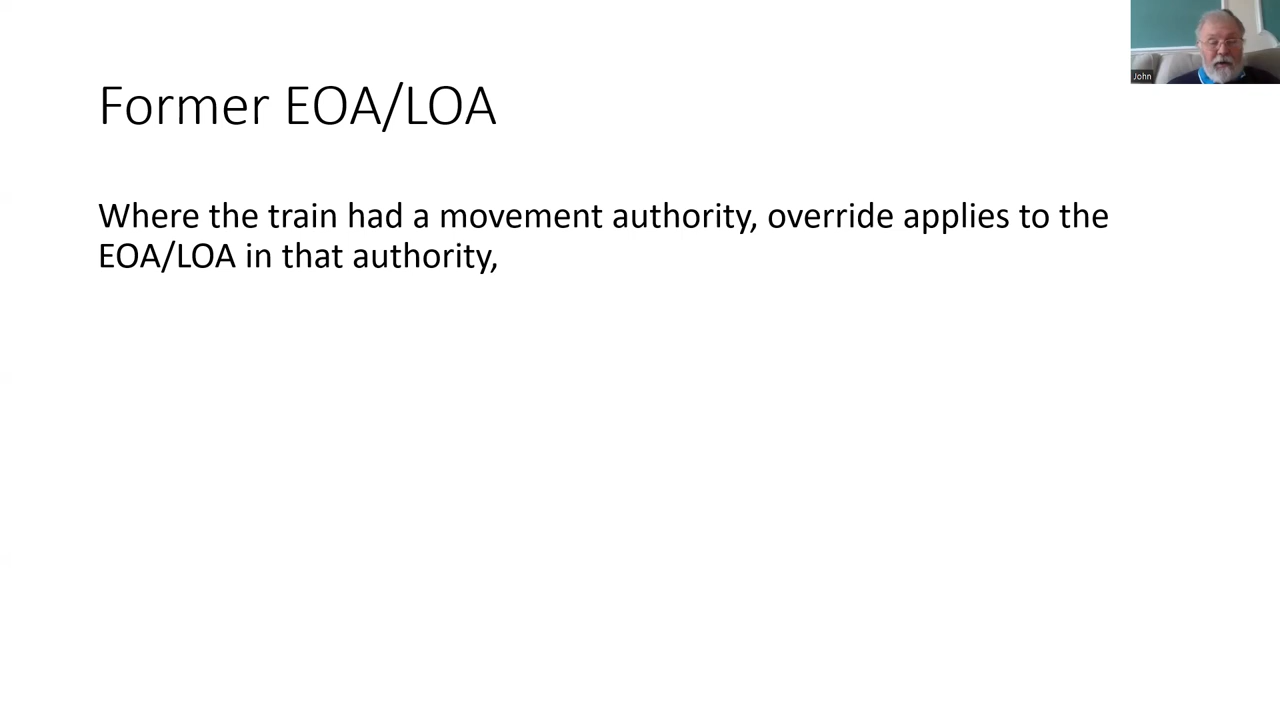 John
Former EOA/LOA
Where the train had a movement authority, override applies to the
EOA/LOA in that authority,